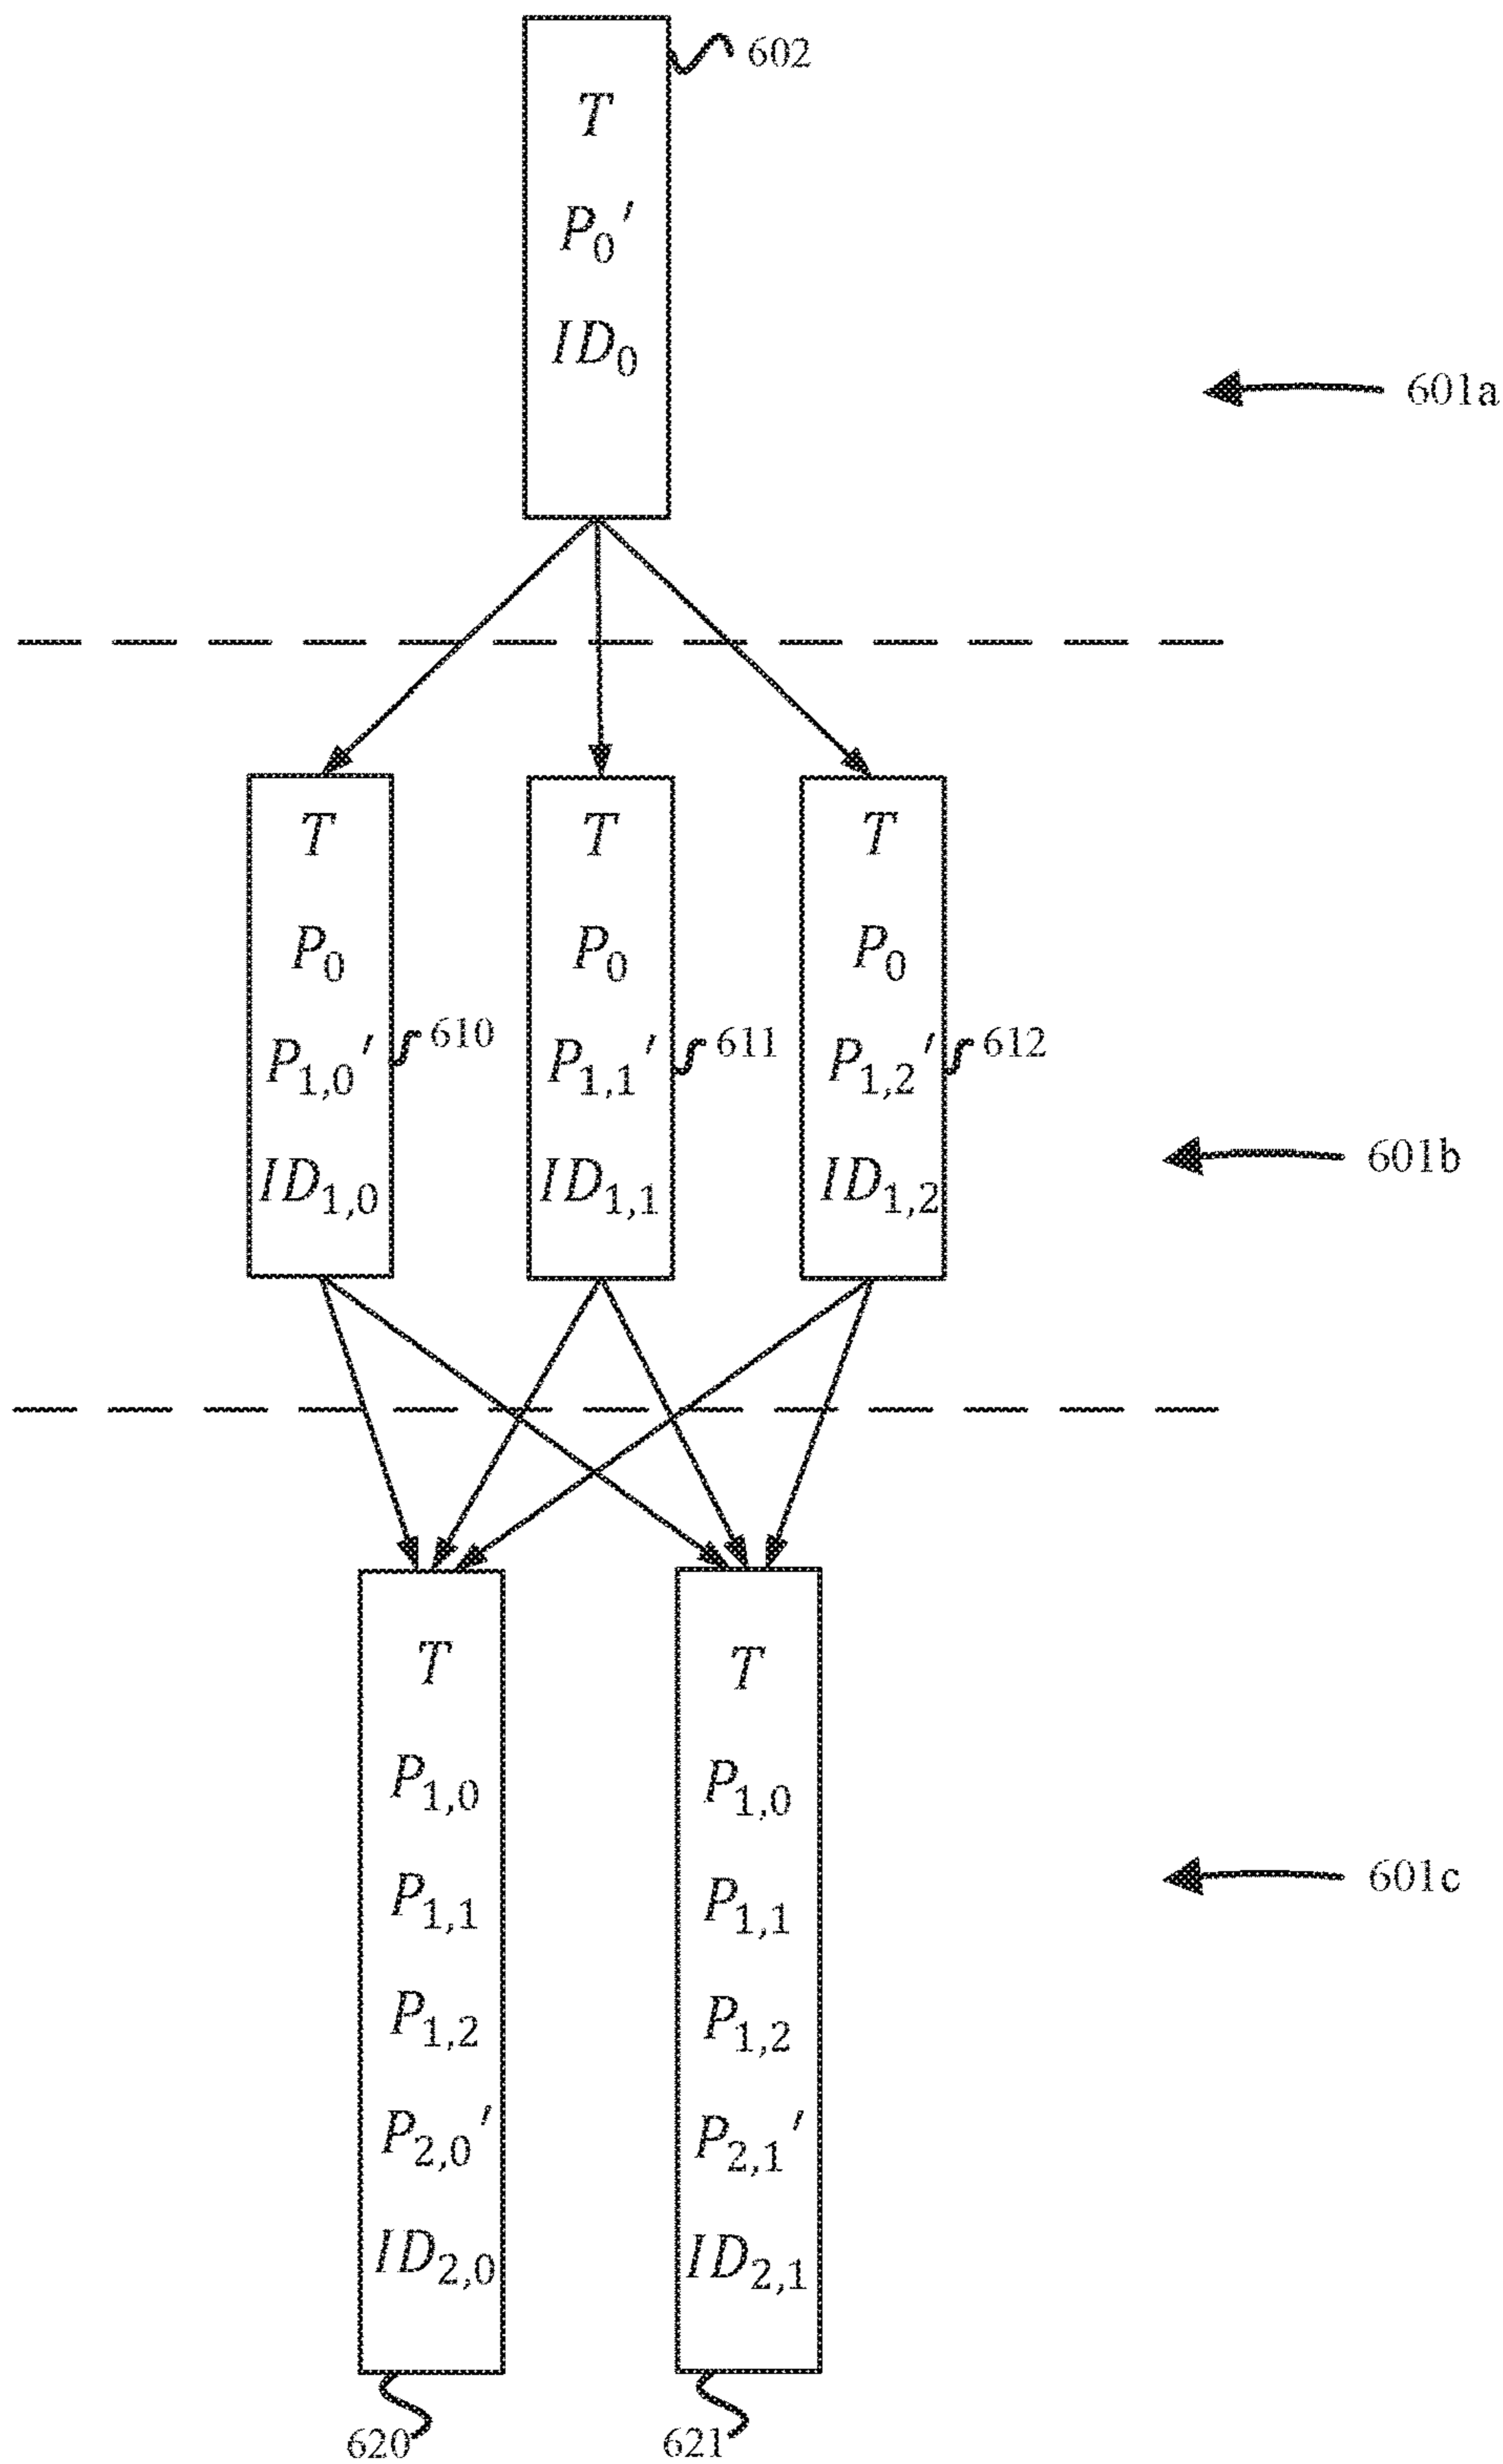 602
T
P₀′
ID₀
601a
T
P₀
P₁,₀′
ID₁,₀
610
T
P₀
P₁,₁′
ID₁,₁
611
T
P₀
P₁,₂′
ID₁,₂
612
601b
T
P₁,₀
P₁,₁
P₁,₂
P₂,₀′
ID₂,₀
620
T
P₁,₀
P₁,₁
P₁,₂
P₂,₁′
ID₂,₁
621
601c